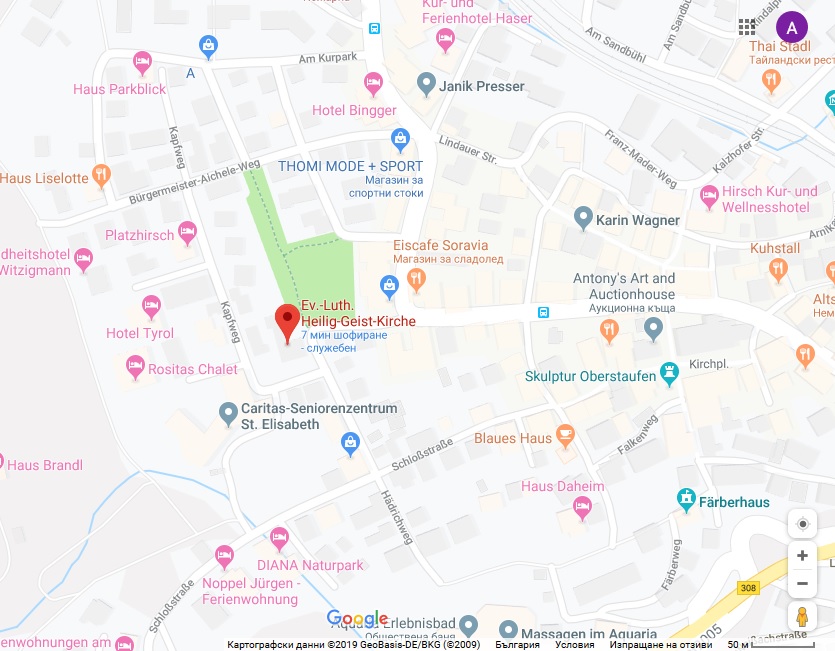 Кur- und
Ferienhotel Haser
Am Sandbühl
Am Sandbühl
A
Thai Stadl
Тайландски рест
Haus Parkblick
A
Am Kurpark
Janik Presser
Hotel Bingger
Kapfweg
Lindauer Str.
Franz-Mader-Weg
Kalzhofer Str.
THOMI MODE + SPORT
Магазин за
спортни стоки
Haus Liselotte
Bürgermeister-Aichele-Weg
Hirsch Kur- und
Wellnesshotel
Karin Wagner
Platzhirsch
Eiscafe Soravia
Магазин за сладолед
Kuhstall
dheitshotel
Witzigmann
Antony's Art and
Auctionhouse
Аукционна къща
Kapfweg
Hotel Tyrol
Ev.-Luth.
Heilig-Geist-Kirche
7 мин шофиране
- служебен
Rositas Chalet
Skulptur Oberstaufen
Kirchpl.
Caritas-Seniorenzentrum
St. Elisabeth
Blaues Haus
Falkenweg
Schloßstraße
Haus Brandl
Haus Daheim
Hädrichweg
Färberhaus
DIANA Naturpark
Noppel Jürgen -
Ferienwohnung
Färberweg
Schloßstraße
308
Google
Erlebnisbad
Обществена баня
Massagen im Aquaria
enwohnungen am
Картографски данни ©2019 GeoBasis-DE/BKG (©2009)
България
Условия
Изпращане на отзиви
50 м